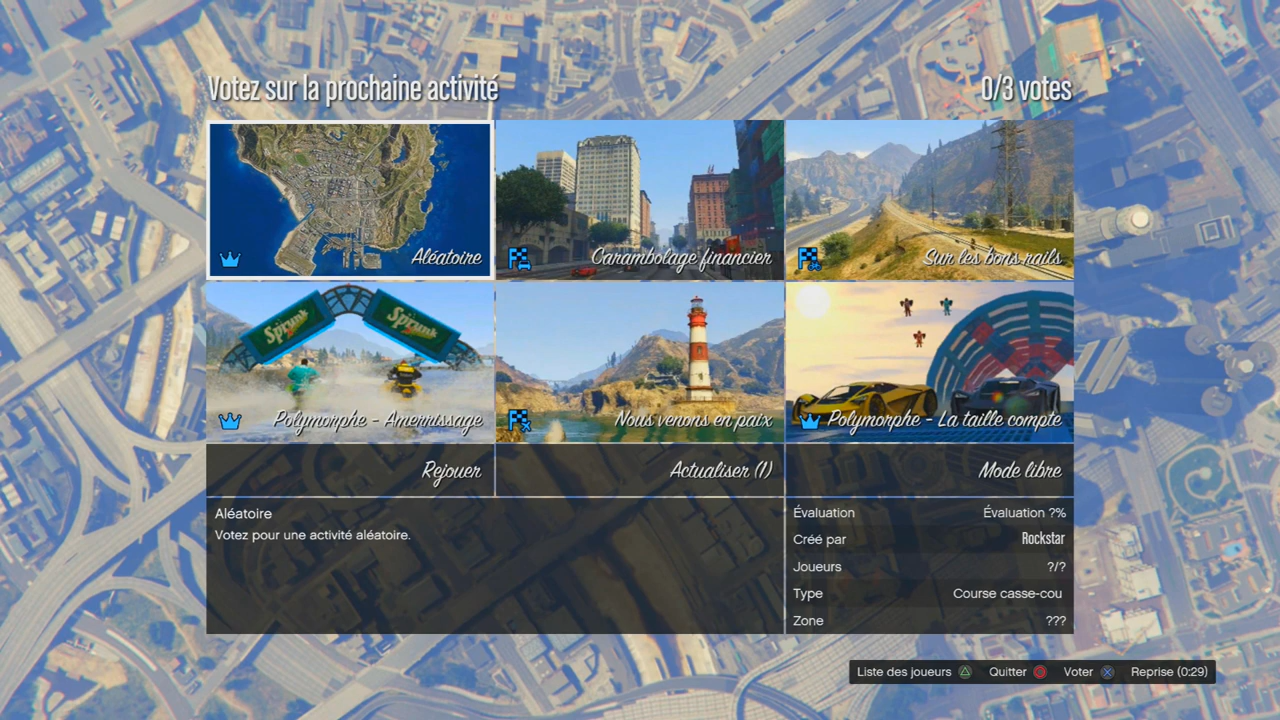 Votez sur la prochaine activité
0/3 votes
Aléatoire
Carambolage financier
Sur les bons rails
Sprunk
Sprunk
Polymorphe - Amerrissage
Nous venons en paix
Polymorphe - La taille compte
Rejouer
Actualiser (1)
Mode libre
Aléatoire
Votez pour une activité aléatoire.
Évaluation
Évaluation ?%
Créé par
Rockstar
Joueurs
?/?
Type
Course casse-cou
Zone
???
Liste des joueurs
Quitter
Voter
Reprise (0:29)